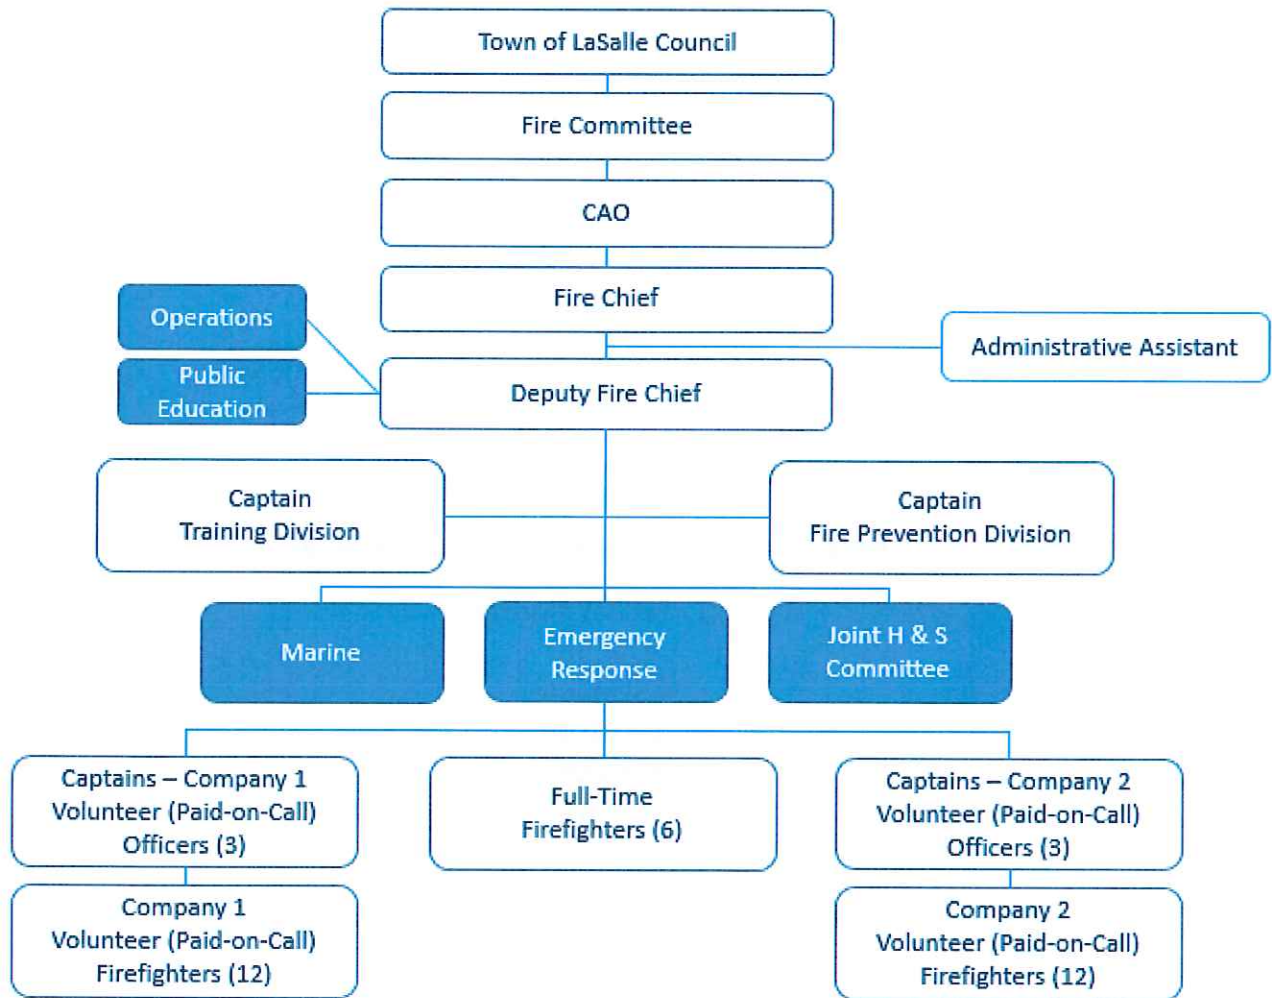 Town of LaSalle Council
Fire Committee
CAO
Fire Chief
Operations
Administrative Assistant
Public
Education
Deputy Fire Chief
Captain
Training Division
Captain
Fire Prevention Division
Marine
Emergency
Response
Joint H & S
Committee
Captains – Company 1
Volunteer (Paid-on-Call)
Officers (3)
Full-Time
Firefighters (6)
Captains – Company 2
Volunteer (Paid-on-Call)
Officers (3)
Company 1
Volunteer (Paid-on-Call)
Firefighters (12)
Company 2
Volunteer (Paid-on-Call)
Firefighters (12)